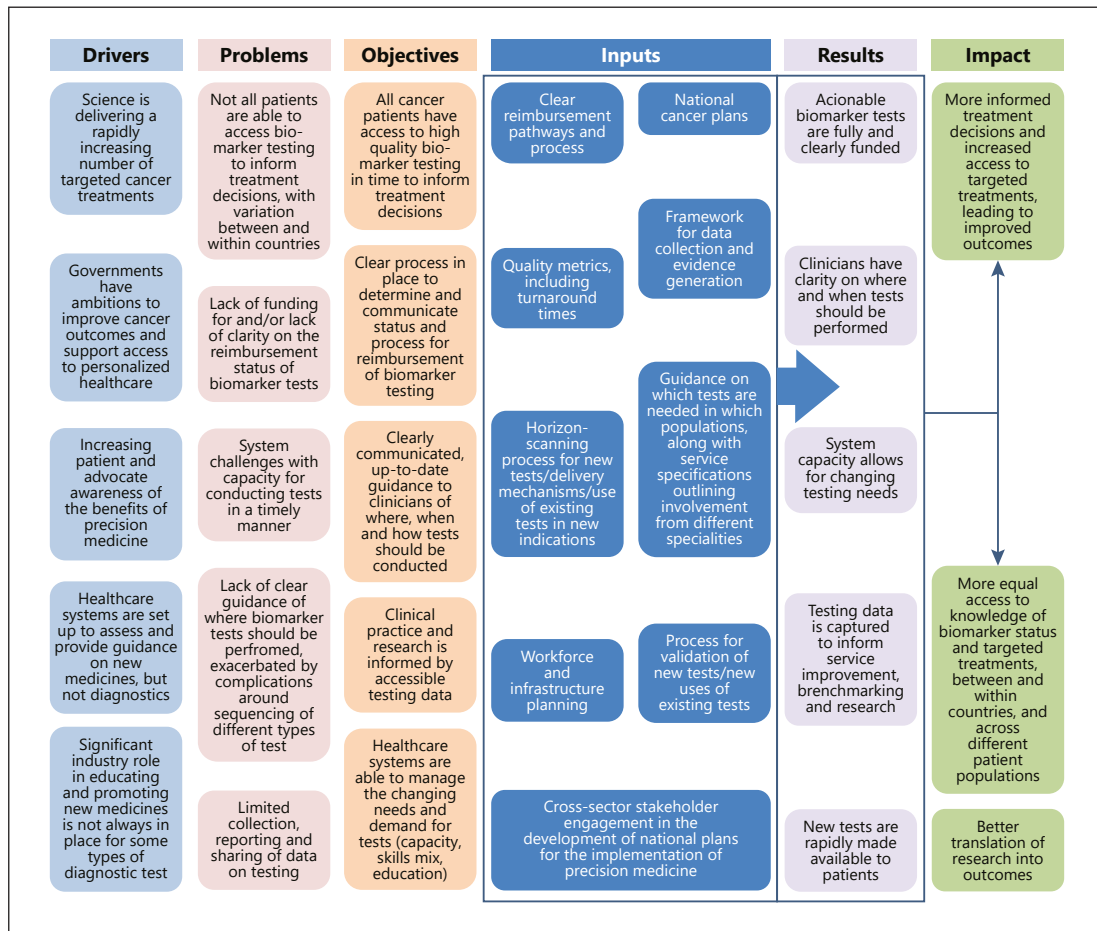 Drivers
Science is
delivering a
rapidly
increasing
number of
targeted cancer
treatments
Governments
have
ambitions to
improve cancer
outcomes and
support access
to personalized
healthcare
Increasing
patient and
advocate
awareness of
the benefits of
precision
medicine
Healthcare
systems are set
up to assess and
provide guidance
on new
medicines, but
not diagnostics
Significant
industry role
in educating
and promoting
new medicines
is not always in
place for some
types of
diagnostic test
Problems
Not all patients
are able to
access bio-
marker testing
to inform
treatment
decisions, with
variation
between and
within countries
Lack of funding
for and/or lack
of clarity on the
reimbursement
status of
biomarker tests
System
challenges with
capacity for
conducting tests
in a timely
manner
Lack of clear
guidance of
where biomarker
tests should be
perfromed,
exacerbated by
complications
around
sequencing of
different types
of test
Limited
collection,
reporting and
sharing of data
on testing
Objectives
All cancer
patients have
access to high
quality bio-
marker testing
in time to inform
treatment
decisions
Clear process in
place to
determine and
communicate
status and
process for
reimbursement
of biomarker
testing
Clearly
communicated,
up-to-date
guidance to
clinicians of
where, when
and how tests
should be
conducted
Clinical
practice and
research is
informed by
accessible
testing data
Healthcare
systems are
able to manage
the changing
needs and
demand for
tests (capacity,
skills mix,
education)
Inputs
Clear
reimbursement
pathways and
process
National
cancer plans
Framework
for data
collection and
evidence
generation
Quality metrics,
including
turnaround
times
Guidance on
which tests are
needed in which
populations,
along with
service
specifications
outlining
involvement
from different
specialities
Horizon-
scanning
process for new
tests/delivery
mechanisms/use
of existing
tests in new
indications
Workforce
and
infrastructure
planning
Process for
validation of
new tests/new
uses of
existing tests
Cross-sector stakeholder
engagement in the
development of national plans
for the implementation of
precision medicine
Results
Acionable
biomarker tests
are fully and
clearly funded
Clinicians have
clarity on where
and when tests
should be
performed
System
capacity allows
for changing
testing needs
Testing data
is captured
to inform
service
improvement,
brenchmarking
and research
New tests are
rapidly made
available to
patients
Impact
More informed
treatment
decisions and
increased
access to
targeted
treatments,
leading to
improved
outcomes
More equal
access to
knowledge of
biomarker status
and targeted
treatments,
between and
within
countries, and
across
different
patient
populations
Better
translation of
research into
outcomes